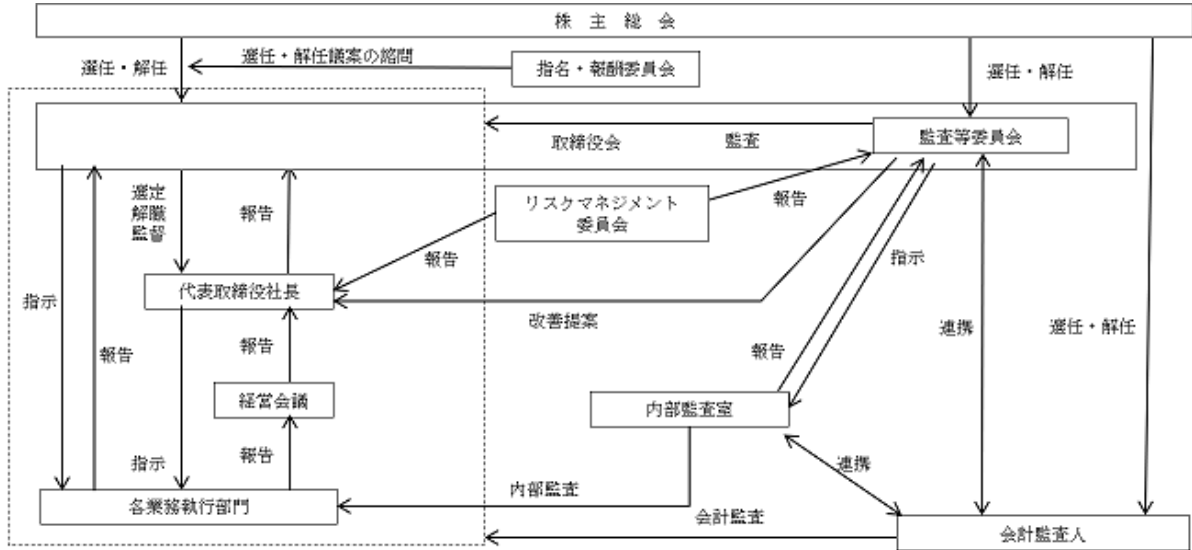 株 主 総 会
選任・解任議案の諮問
選任・解任
指名・報酬委員会
選任・解任
取締役会
監査
監査等委員会
選定
解職
監督
報告
リスクマネジメント
委員会
報告
報告
指示
代表取締役社長
指示
改善提案
連携
選任・解任
報告
報告
報告
経営会議
内部監査室
指示
報告
連携
内部監査
各業務執行部門
会計監査
会計監査人